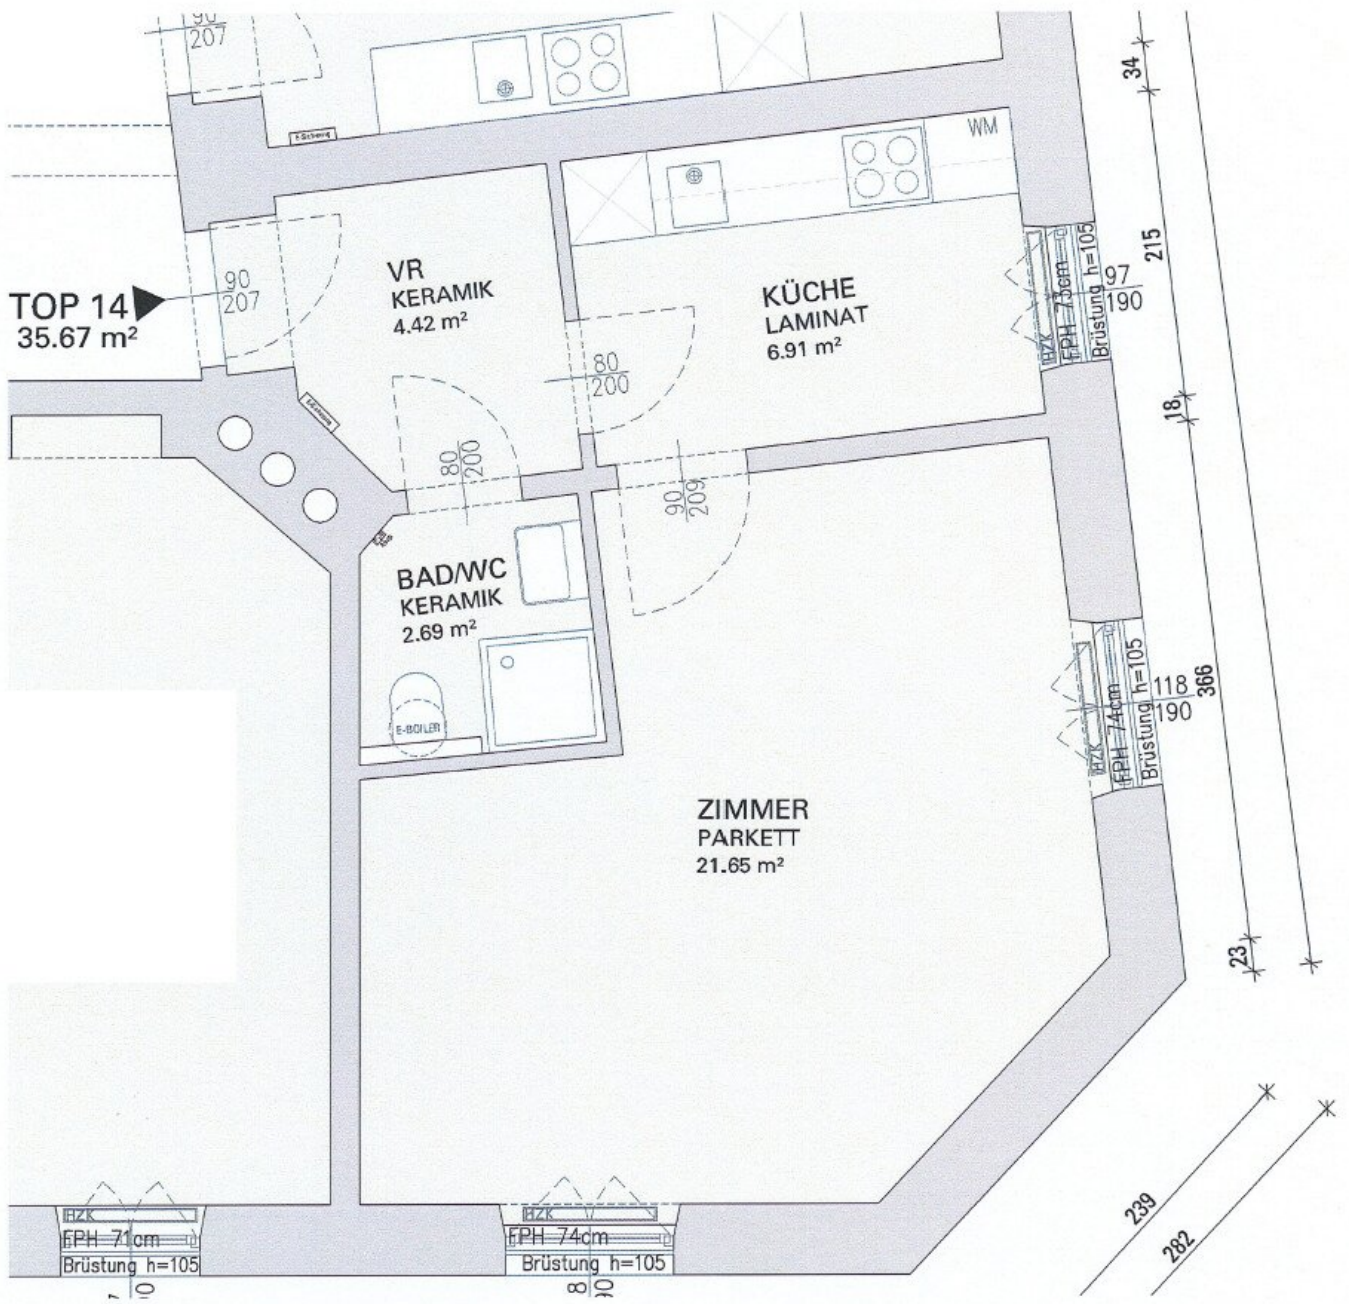 90
207
34
WM
215
90
207
VR
KERAMIK
4.42 m²
TOP 14
35.67 m²
KÜCHE
LAMINAT
6.91 m²
HZK
FPH 73cm
Brüstung h=105
97
190
80
200
18
80
200
90
209
BAD/WC
KERAMIK
2.69 m²
E-BOILER
HZK
FPH 74cm
Brüstung h=105
118
190
366
ZIMMER
PARKETT
21.65 m²
23
239
282
HZK
FPH 71cm
Brüstung h=105
HZK
FPH 74cm
Brüstung h=105